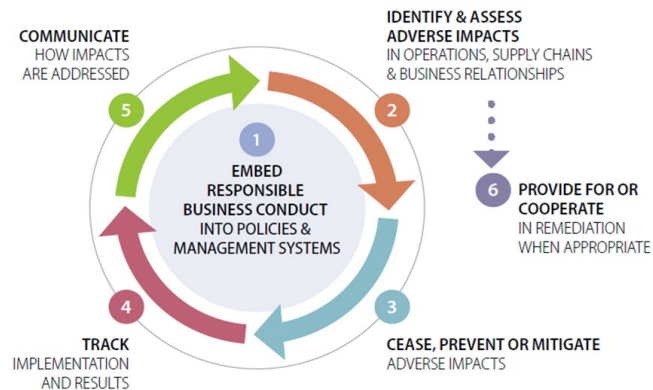 1
EMBED
RESPONSIBLE
BUSINESS CONDUCT
INTO POLICIES &
MANAGEMENT SYSTEMS
2
IDENTIFY & ASSESS
ADVERSE IMPACTS
IN OPERATIONS, SUPPLY CHAINS
& BUSINESS RELATIONSHIPS
3
CEASE, PREVENT OR MITIGATE
ADVERSE IMPACTS
4
TRACK
IMPLEMENTATION
AND RESULTS
5
COMMUNICATE
HOW IMPACTS
ARE ADDRESSED
6
PROVIDE FOR OR
COOPERATE
IN REMEDIATION
WHEN APPROPRIATE